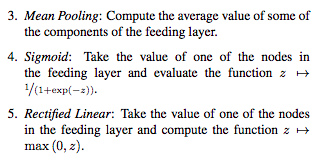 3. Mean Pooling: Compute the average value of some of
the components of the feeding layer.
4. Sigmoid: Take the value of one of the nodes in
the feeding layer and evaluate the function z ↦
1/(1+exp(−z)).
5. Rectified Linear: Take the value of one of the nodes
in the feeding layer and compute the function z ↦
max (0, z).